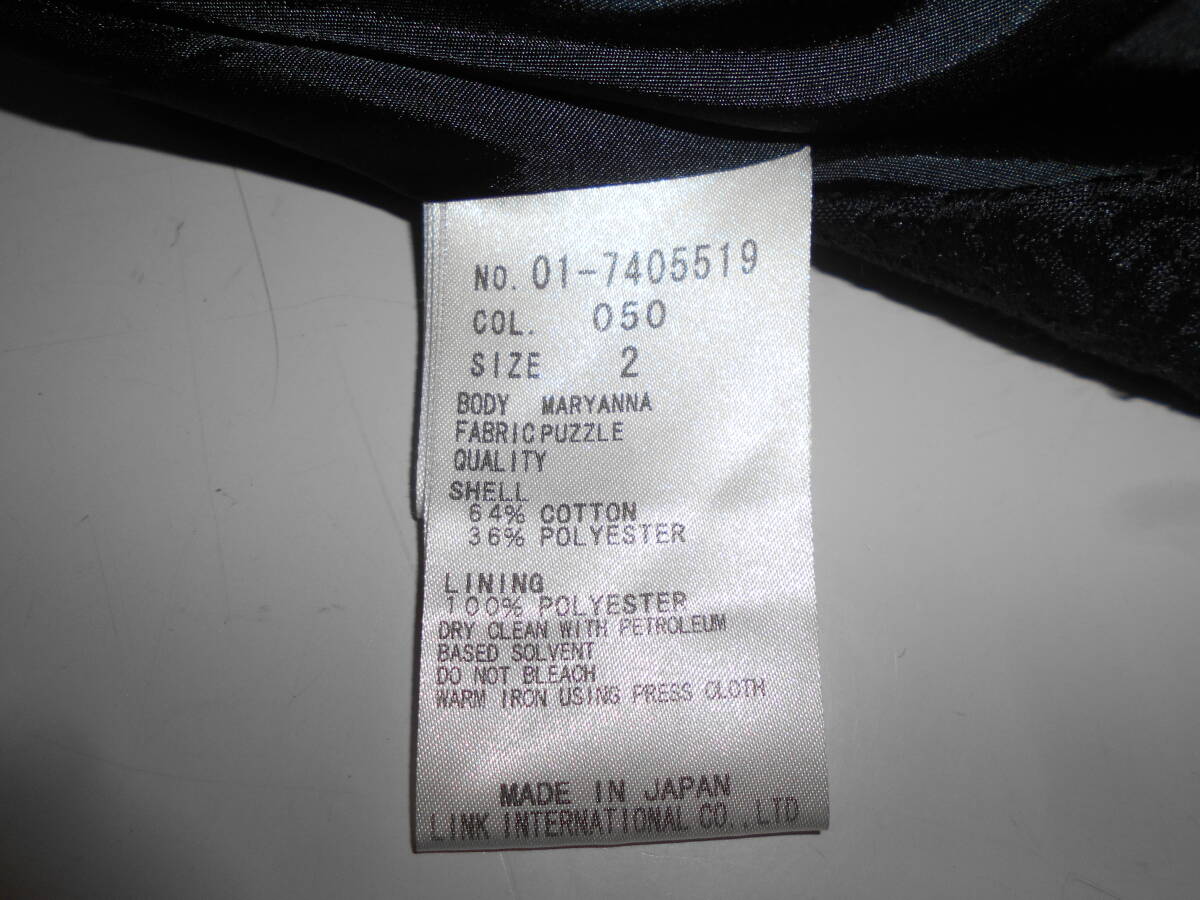 NO. 01-7405519
COL. 050
SIZE 2
BODY MARYANNA
FABRIC PUZZLE
QUALITY
SHELL
64% COTTON
36% POLYESTER
LINING
100% POLYESTER
DRY CLEAN WITH PETROLEUM
BASED SOLVENT
DO NOT BLEACH
WARM IRON USING PRESS CLOTH
MADE IN JAPAN
LINK INTERNATIONAL CO.,LTD